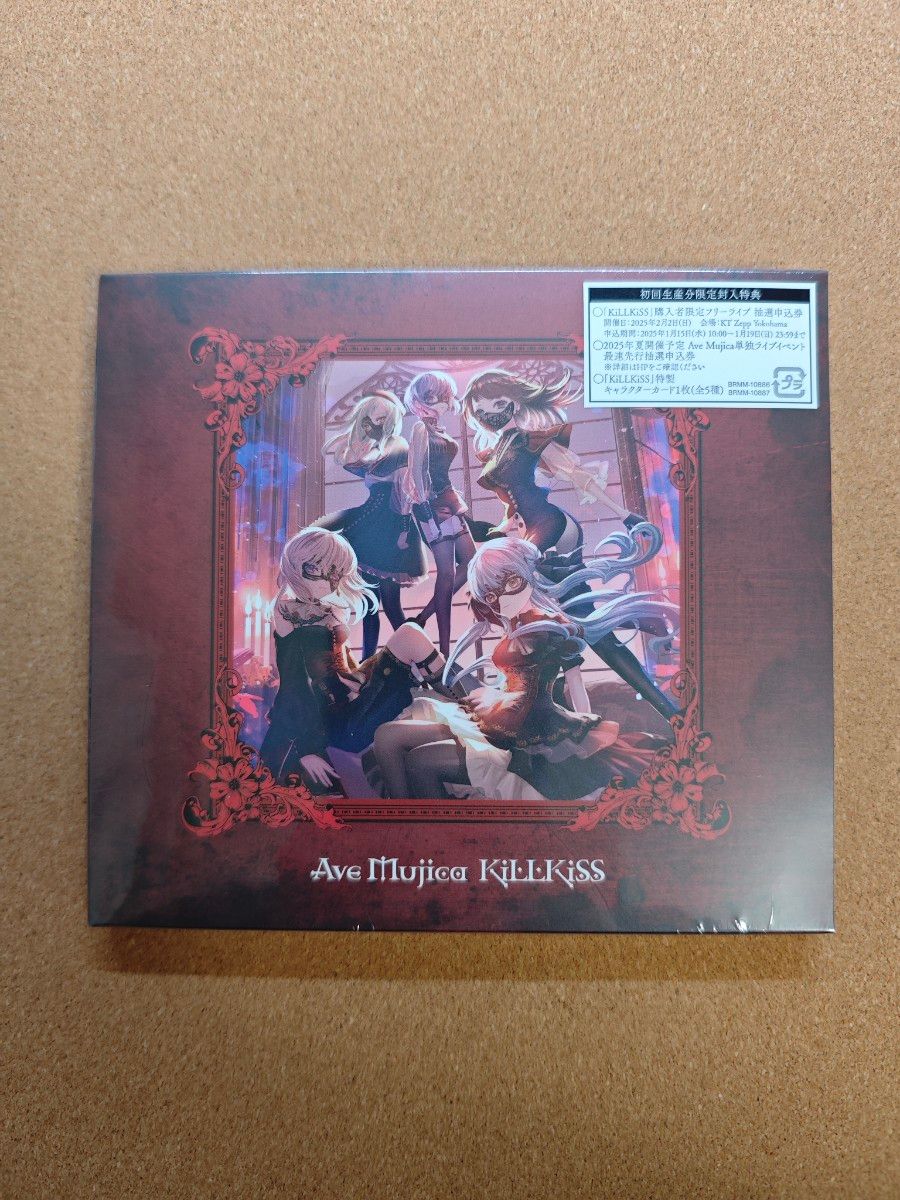 初回生産分限定封入特典
○「KiLLKiSS」購入者限定フリーライブ 抽選申込券
開催日:2025年2月2日(日) 会場:KT Zepp Yokohama
申込期間:2025年1月15日(水)10:00〜1月19日(日)23:59まで
○2025年夏開催予定 Ave Mujica単独ライブイベント
最速先行抽選申込券
※詳細はHPをご確認ください
○「KiLLKiSS」特製
キャラクターカード1枚(全5種)
BRMM-10886
BRMM-10887
プラ
Ave Mujica KiLLKiSS